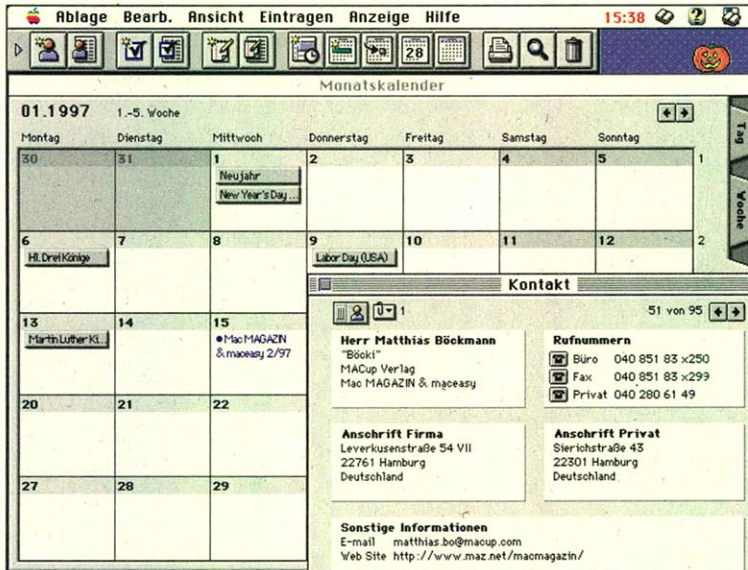 Ablage Bearb. Ansicht Eintragen Anzeige Hilfe 15:38
28
Monatskalender
01.1997 1.-5. Woche
Montag Dienstag Mittwoch Donnerstag Freitag Samstag Sonntag
Tag
Woche
30 31 1 2 3 4 5 1
Neujahr
New Year's Day ...
6 7 8 9 10 11 12 2
Hl. Drei Könige
Labor Day (USA)
13 14 15
Martin Luther Ki...
● Mac MAGAZIN
& maceasy 2/97
20 21 22
27 28 29
Kontakt
1 51 von 95
Herr Matthias Böckmann
"Böcki"
MACup Verlag
Mac MAGAZIN & maceasy
Rufnummern
Büro 040 851 83 x250
Fax 040 851 83 x299
Privat 040 280 61 49
Anschrift Firma
Leverkusenstraße 54 VII
22761 Hamburg
Deutschland
Anschrift Privat
Sierichstraße 43
22301 Hamburg
Deutschland
Sonstige Informationen
E-mail matthias.bo@macup.com
Web Site http://www.maz.net/macmagazin/